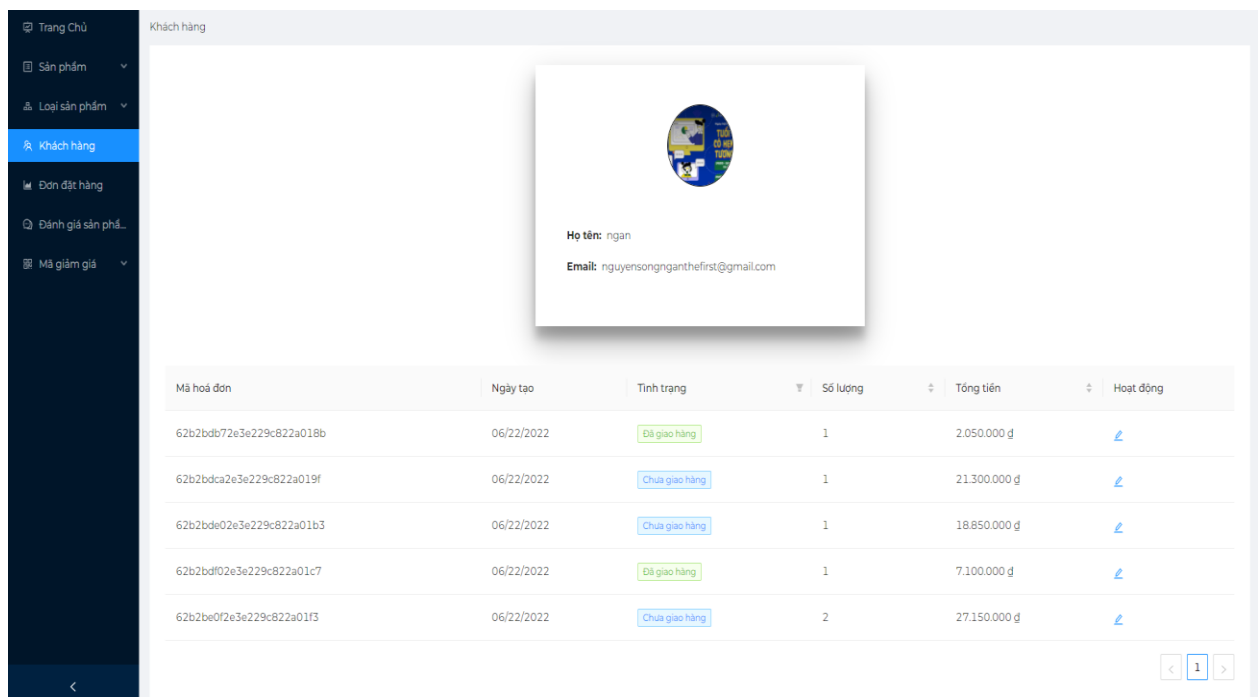 Trang Chủ
Khách hàng
Sản phẩm
Loại sản phẩm
Khách hàng
Đơn đặt hàng
Đánh giá sản phẩ...
Mã giảm giá
TUỔI
CÓ HẸN
Họ tên: ngan
Email: nguyensongnganthefirst@gmail.com
Mã hoá đơn Ngày tạo Tình trạng Số lượng Tổng tiền Hoạt động
62b2bdb72e3e229c822a018b 06/22/2022 Đã giao hàng 1 2.050.000 ₫
62b2bdca2e3e229c822a019f 06/22/2022 Chưa giao hàng 1 21.300.000 ₫
62b2bde02e3e229c822a01b3 06/22/2022 Chưa giao hàng 1 18.850.000 ₫
62b2bdf02e3e229c822a01c7 06/22/2022 Đã giao hàng 1 7.100.000 ₫
62b2be0f2e3e229c822a01f3 06/22/2022 Chưa giao hàng 2 27.150.000 ₫
< 1 >
<